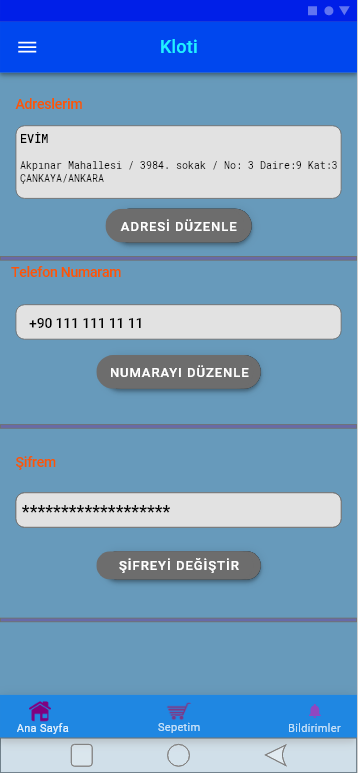 Kloti
Adreslerim
EVİM
Akpınar Mahallesi / 3984. sokak / No: 3 Daire:9 Kat:3
ÇANKAYA/ANKARA
ADRESİ DÜZENLE
Telefon Numaram
+90 111 111 11 11
NUMARAYI DÜZENLE
Şifrem
*******************
ŞİFREYİ DEĞİŞTİR
Ana Sayfa
Sepetim
Bildirimler